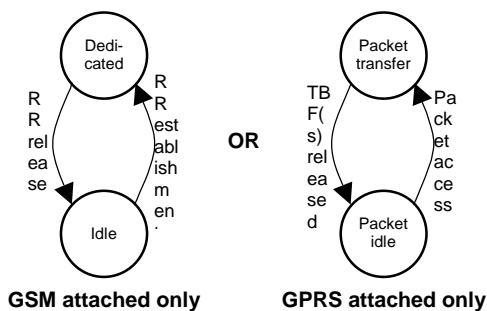 Dedi-
cated
R
R
rel
ea
se
R
R
est
abl
ish
m
en
Idle
GSM attached only
OR
Packet
transfer
TB
F(
s)
rel
ea
se
d
Pa
ck
et
ac
ce
ss
Packet
idle
GPRS attached only